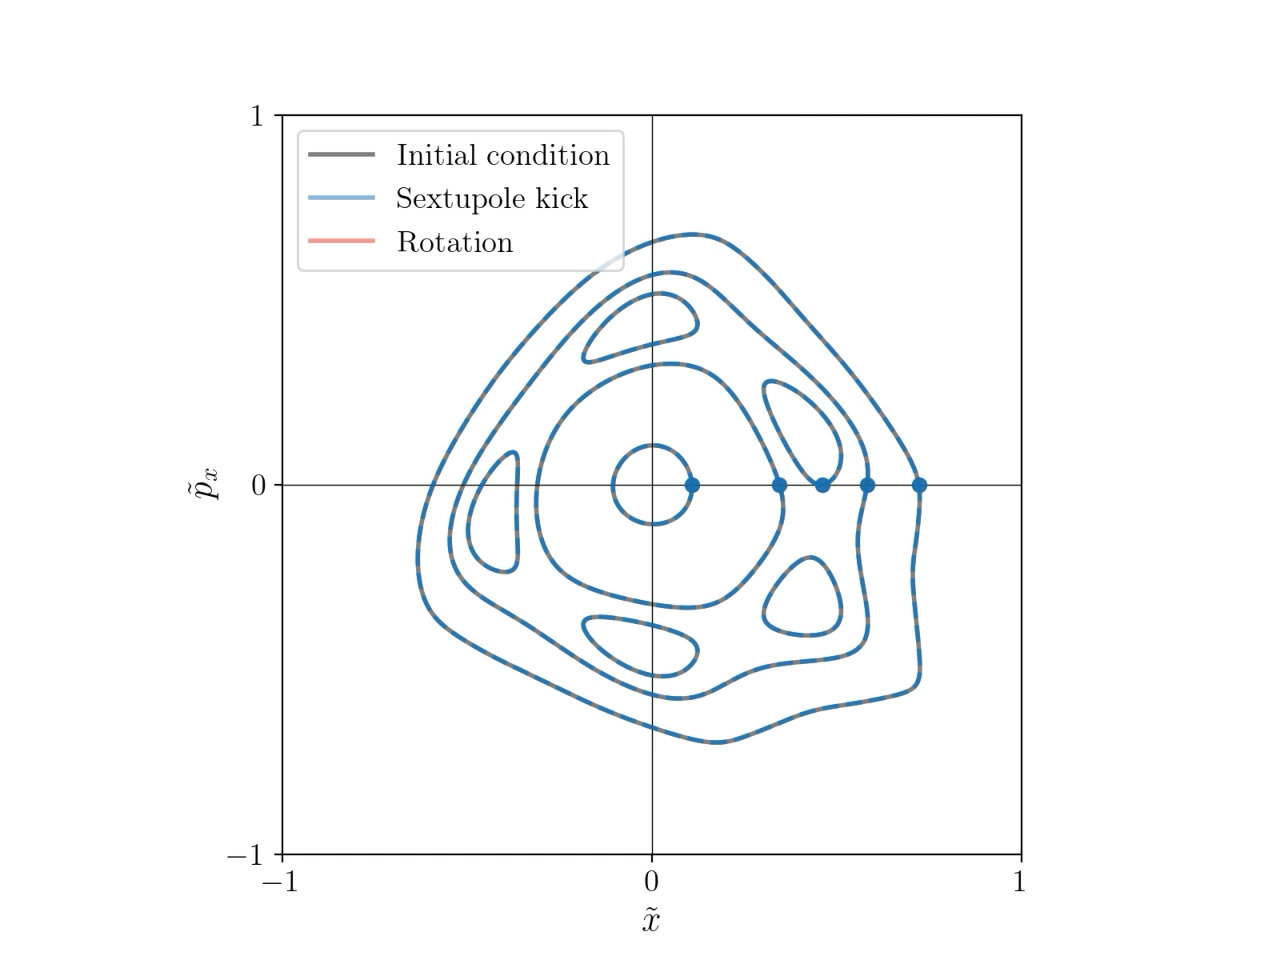 1
Initial condition
Sextupole kick
Rotation
p̃ₓ
0
−1
−1
0
1
x̃